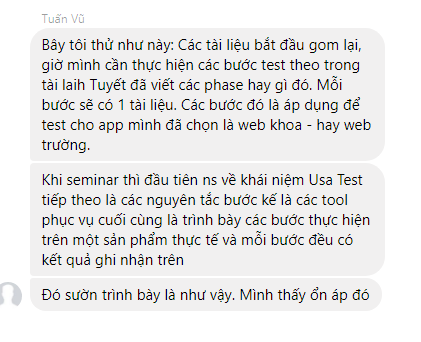 Tuấn Vũ
Bây tôi thử như này: Các tài liệu bắt đầu gom lại,
giờ mình cần thực hiện các bước test theo trong
tài laih Tuyết đã viết các phase hay gì đó. Mỗi
bước sẽ có 1 tài liệu. Các bước đó là áp dụng để
test cho app mình đã chọn là web khoa - hay web
trường.
Khi seminar thì đầu tiên ns về khái niệm Usa Test
tiếp theo là các nguyên tắc bước kế là các tool
phục vụ cuối cùng là trình bày các bước thực hiện
trên một sản phẩm thực tế và mỗi bước đều có
kết quả ghi nhận trên
Đó sườn trình bày là như vậy. Mình thấy ổn áp đó